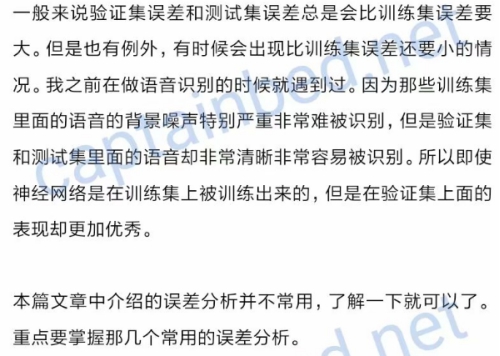 一般来说验证集误差和测试集误差总是会比训练集误差要
大。但是也有例外，有时候会出现比训练集误差还要小的情
况。我之前在做语音识别的时候就遇到过。因为那些训练集
里面的语音的背景噪声特别严重非常难被识别，但是验证集
和测试集里面的语音却非常清晰非常容易被识别。所以即使
神经网络是在训练集上被训练出来的，但是在验证集上面的
表现却更加优秀。
本篇文章中介绍的误差分析并不常用，了解一下就可以了。
重点要掌握那几个常用的误差分析。
captainbed.net
net